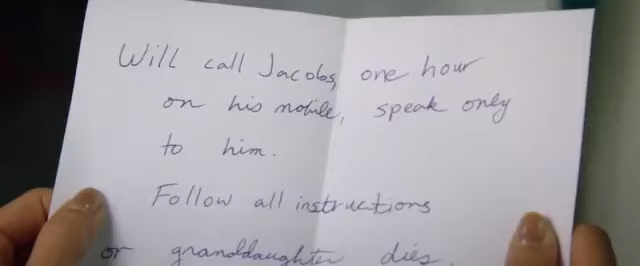 Will call Jacobs, one hour
on his mobile, speak only
to him.
Follow all instructions
or granddaughter dies.